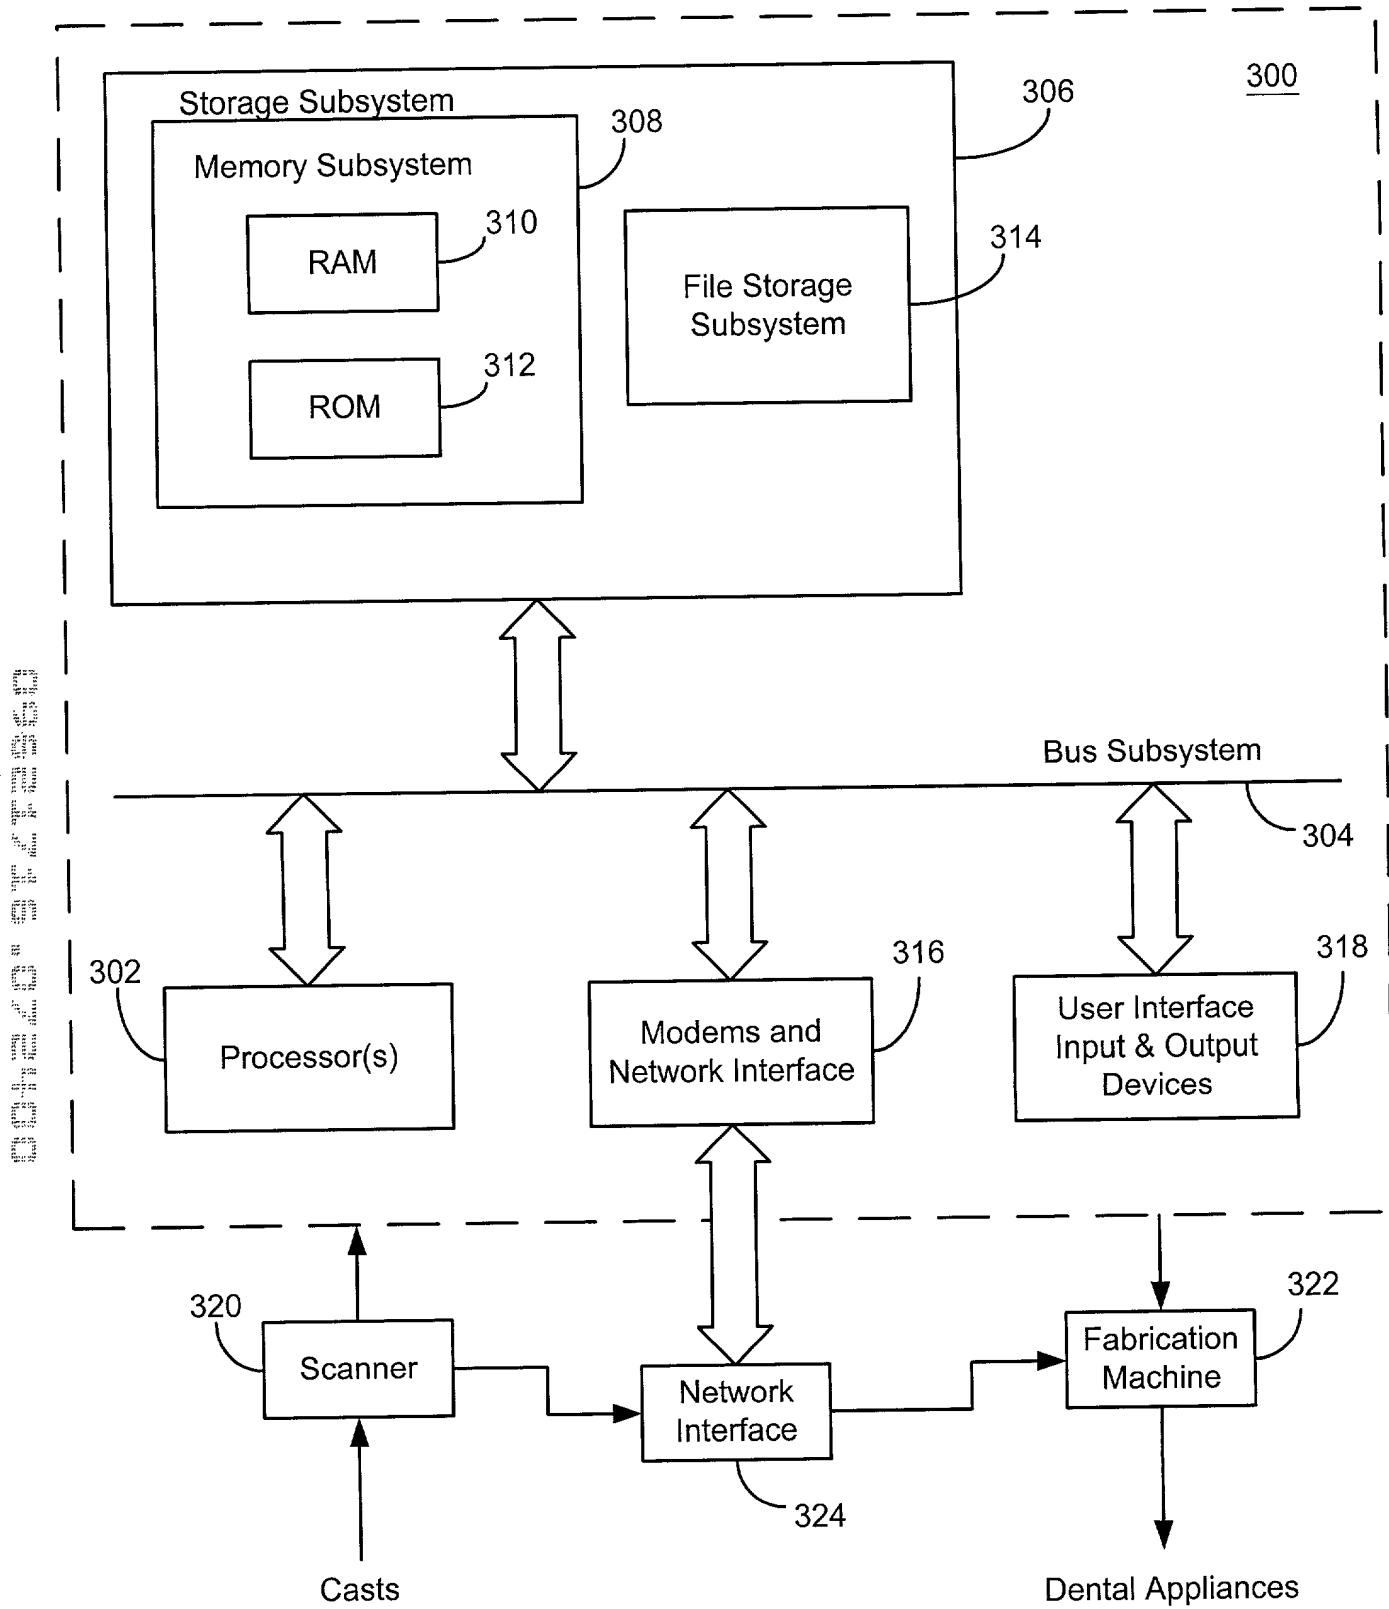 300
Storage Subsystem
306
308
Memory Subsystem
310
RAM
314
File Storage
Subsystem
312
ROM
Bus Subsystem
304
302
Processor(s)
316
Modems and
Network Interface
318
User Interface
Input & Output
Devices
320
Scanner
322
Fabrication
Machine
Network
Interface
324
Casts
Dental Appliances